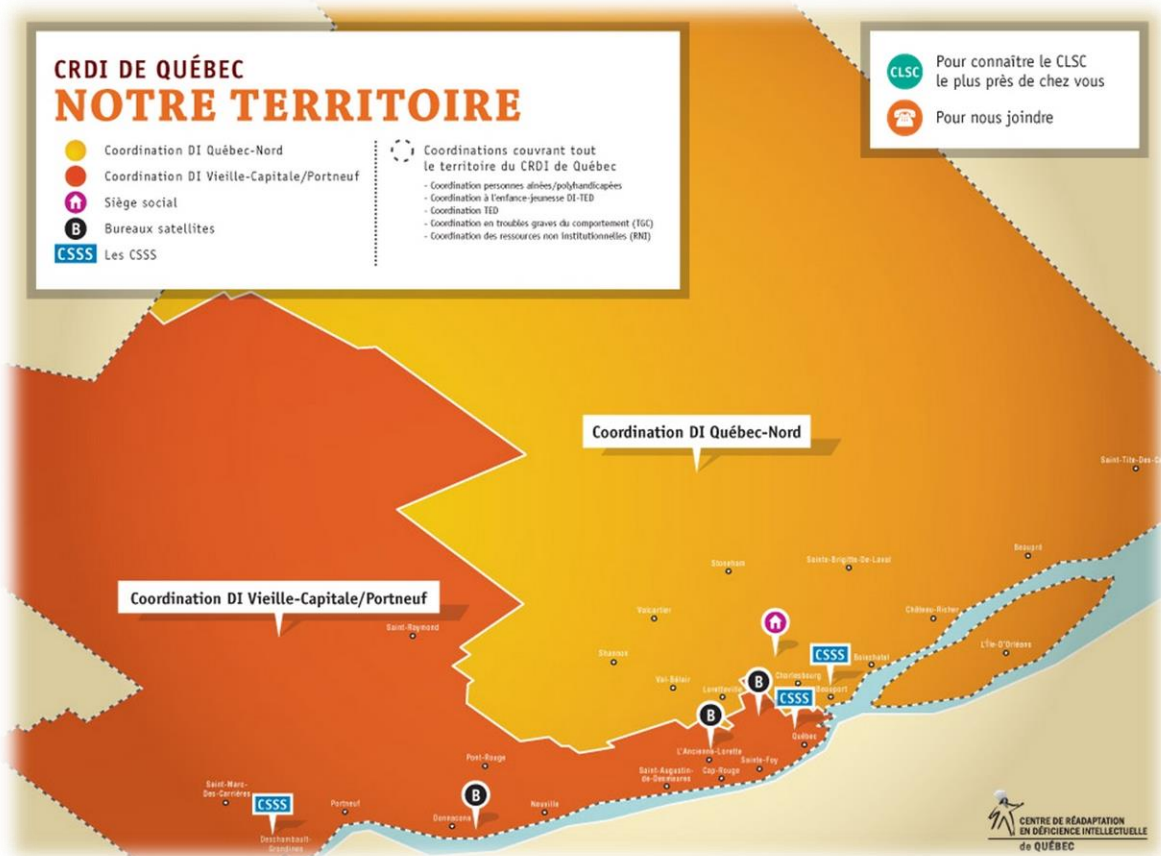 CRDI DE QUÉBEC
NOTRE TERRITOIRE
Coordination DI Québec-Nord
Coordination DI Vieille-Capitale/Portneuf
Siège social
B Bureaux satellites
CSSS Les CSSS
Coordinations couvrant tout
le territoire du CRDI de Québec
- Coordination personnes aînées/polyhandicapées
- Coordination à l'enfance-jeunesse DI-TED
- Coordination TED
- Coordination en troubles graves du comportement (TGC)
- Coordination des ressources non institutionnelles (RNI)
CLSC
Pour connaître le CLSC
le plus près de chez vous
Pour nous joindre
Coordination DI Québec-Nord
Saint-Tite-Des-Ca
Beaupré
Stoneham
Sainte-Brigitte-De-Laval
Coordination DI Vieille-Capitale/Portneuf
Saint-Raymond
Valcartier
Château-Richer
L'Île-D'Orléans
Shannon
CSSS
Boischatel
Val-Bélair
Charlesbourg
B
Loretteville
CSSS
Beauport
B
Québec
L'Ancienne-Lorette
Sainte-Foy
Pont-Rouge
Saint-Augustin-
de-Desmaures
Cap-Rouge
Saint-Marc-
Des-Carrières
CSSS
Portneuf
B
Neuville
Donnacona
Deschambault-
Grondines
CENTRE DE RÉADAPTATION
EN DÉFICIENCE INTELLECTUELLE
de QUÉBEC